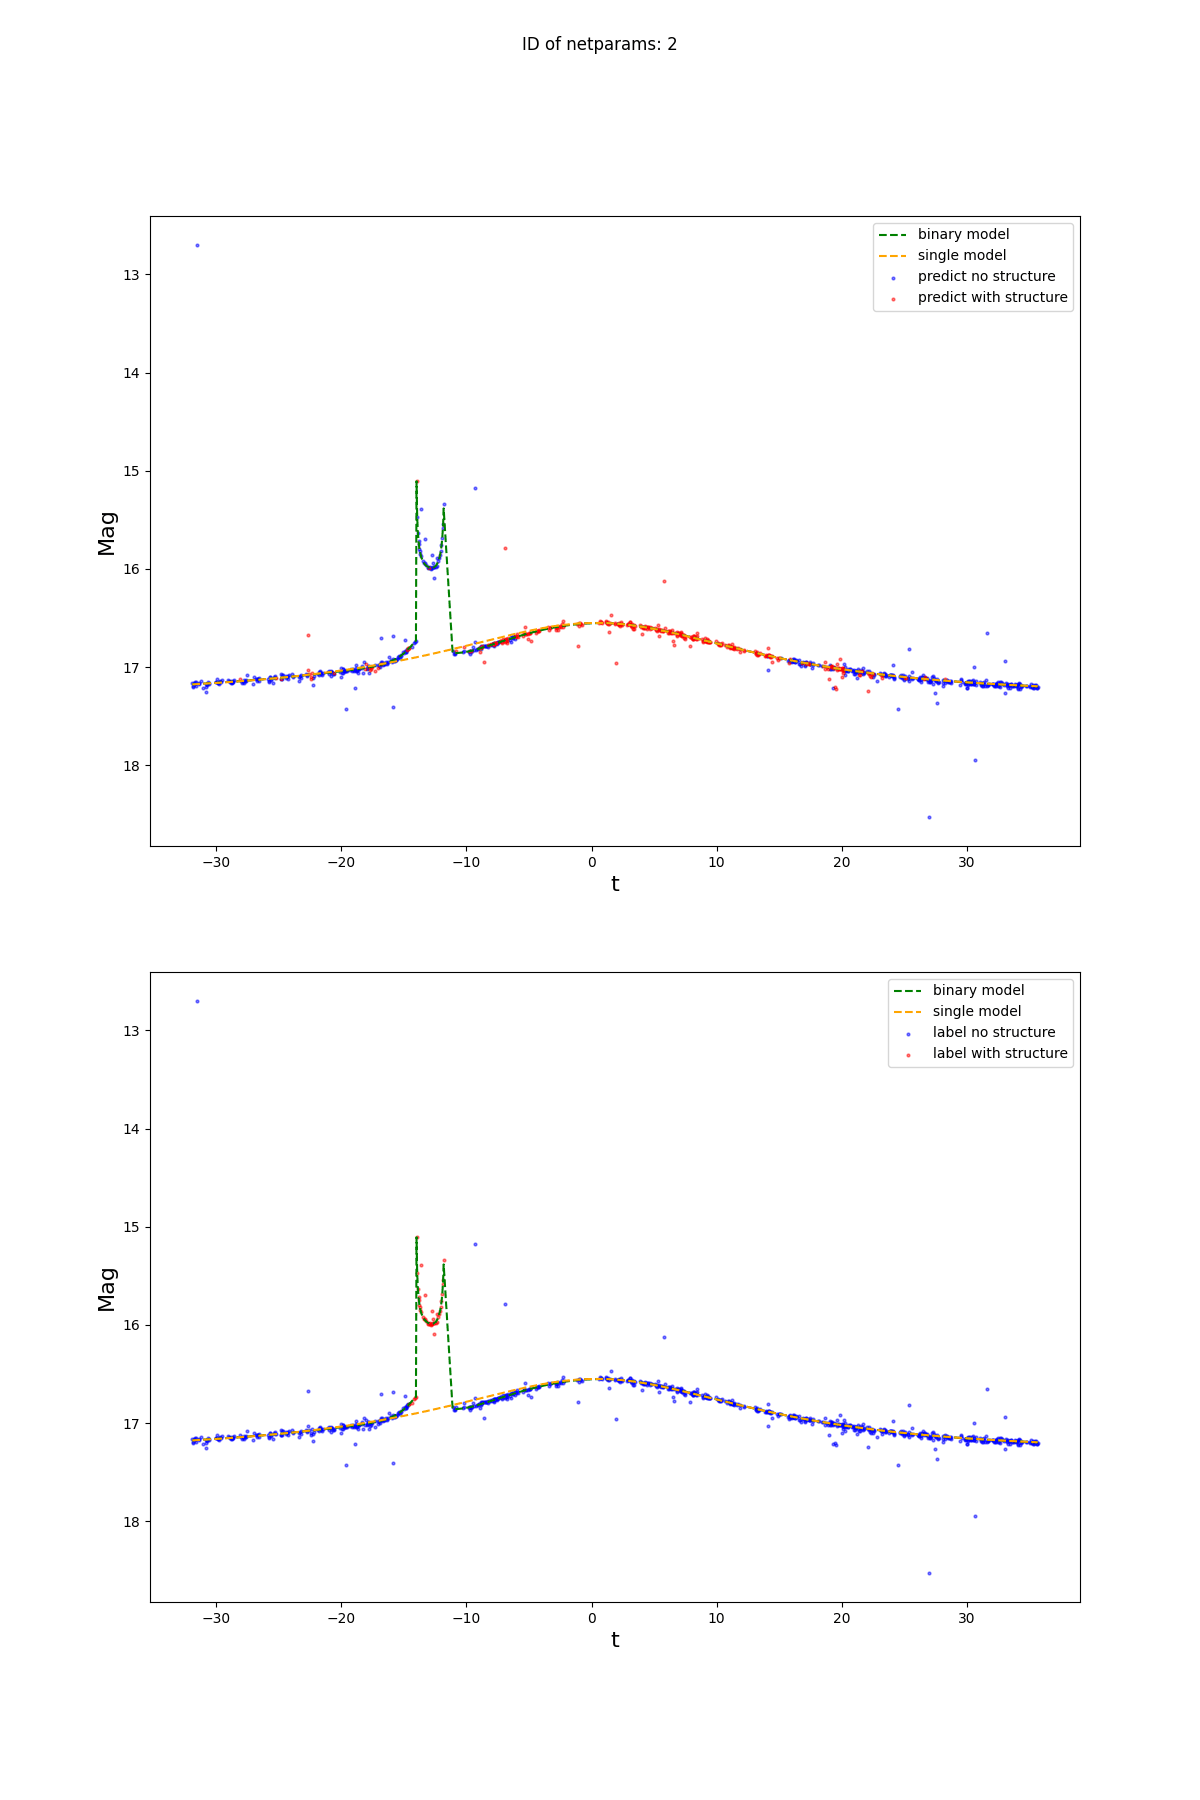 ID of netparams: 2
binary model
single model
predict no structure
predict with structure
13
14
15
16
17
18
Mag
−30
−20
−10
0
10
20
30
t
binary model
single model
label no structure
label with structure
13
14
15
16
17
18
Mag
−30
−20
−10
0
10
20
30
t